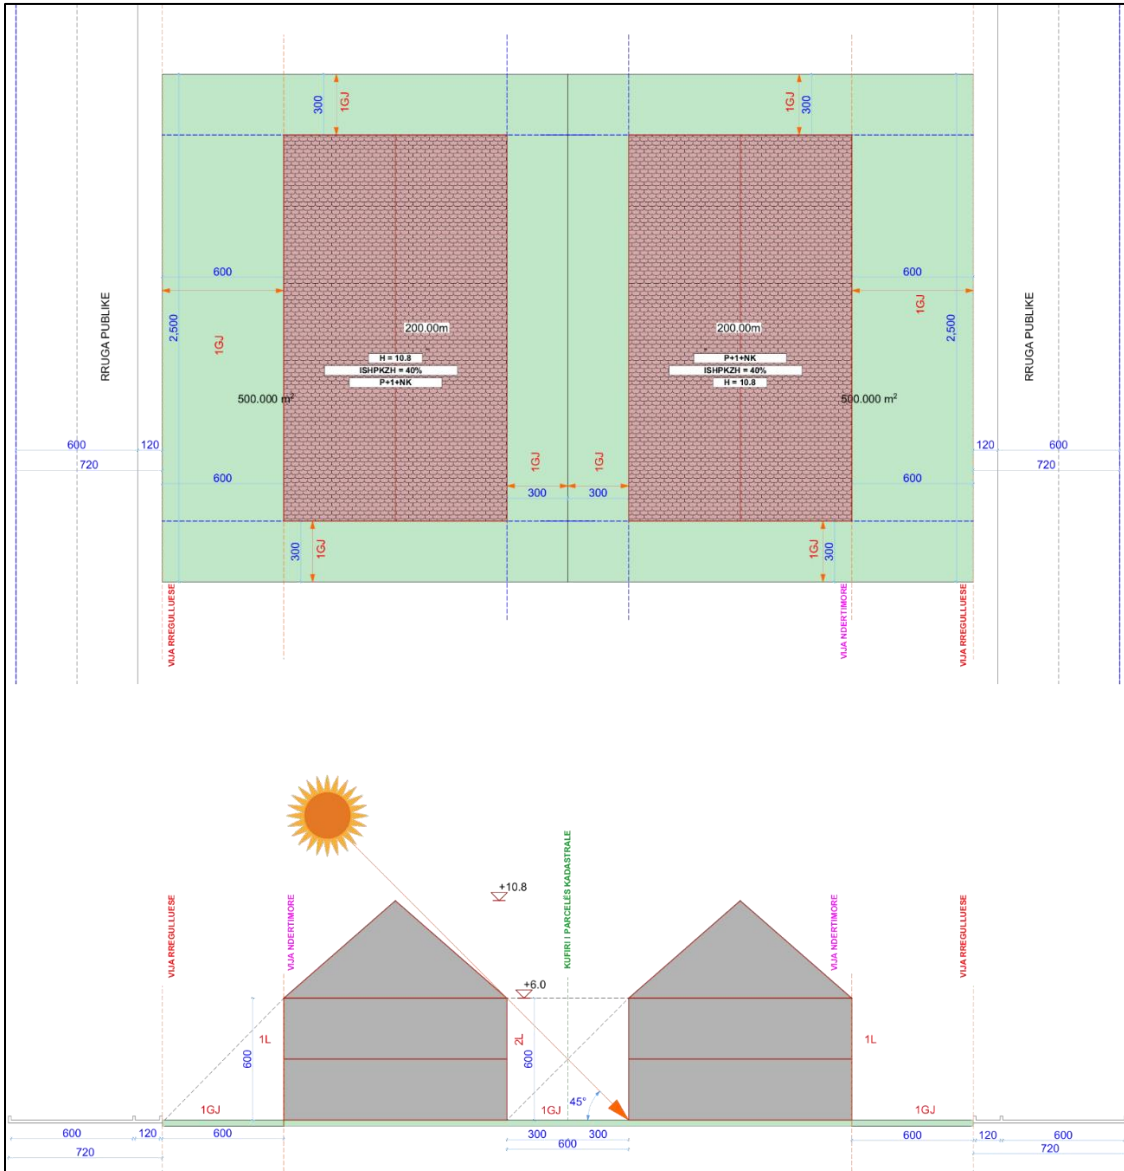 300
1GJ
1GJ
300
600
600
1GJ
1GJ
2,500
2,500
RRUGA PUBLIKE
RRUGA PUBLIKE
200.00m
200.00m
H = 10.8
ISHPKZH = 40%
P+1+NK
P+1+NK
ISHPKZH = 40%
H = 10.8
500.000 m²
500.000 m²
600
120
720
120
600
720
1GJ
1GJ
300
300
600
600
300
1GJ
1GJ
300
VIJA RREGULLUESE
VIJA NDERTIMORE
VIJA RREGULLUESE
+10.8
KUFIRI I PARCELËS KADASTRALE
VIJA RREGULLUESE
VIJA NDERTIMORE
VIJA NDERTIMORE
VIJA RREGULLUESE
+6.0
1L
600
2L
600
1L
45°
1GJ
1GJ
1GJ
600
120
600
300
300
600
120
600
720
600
720